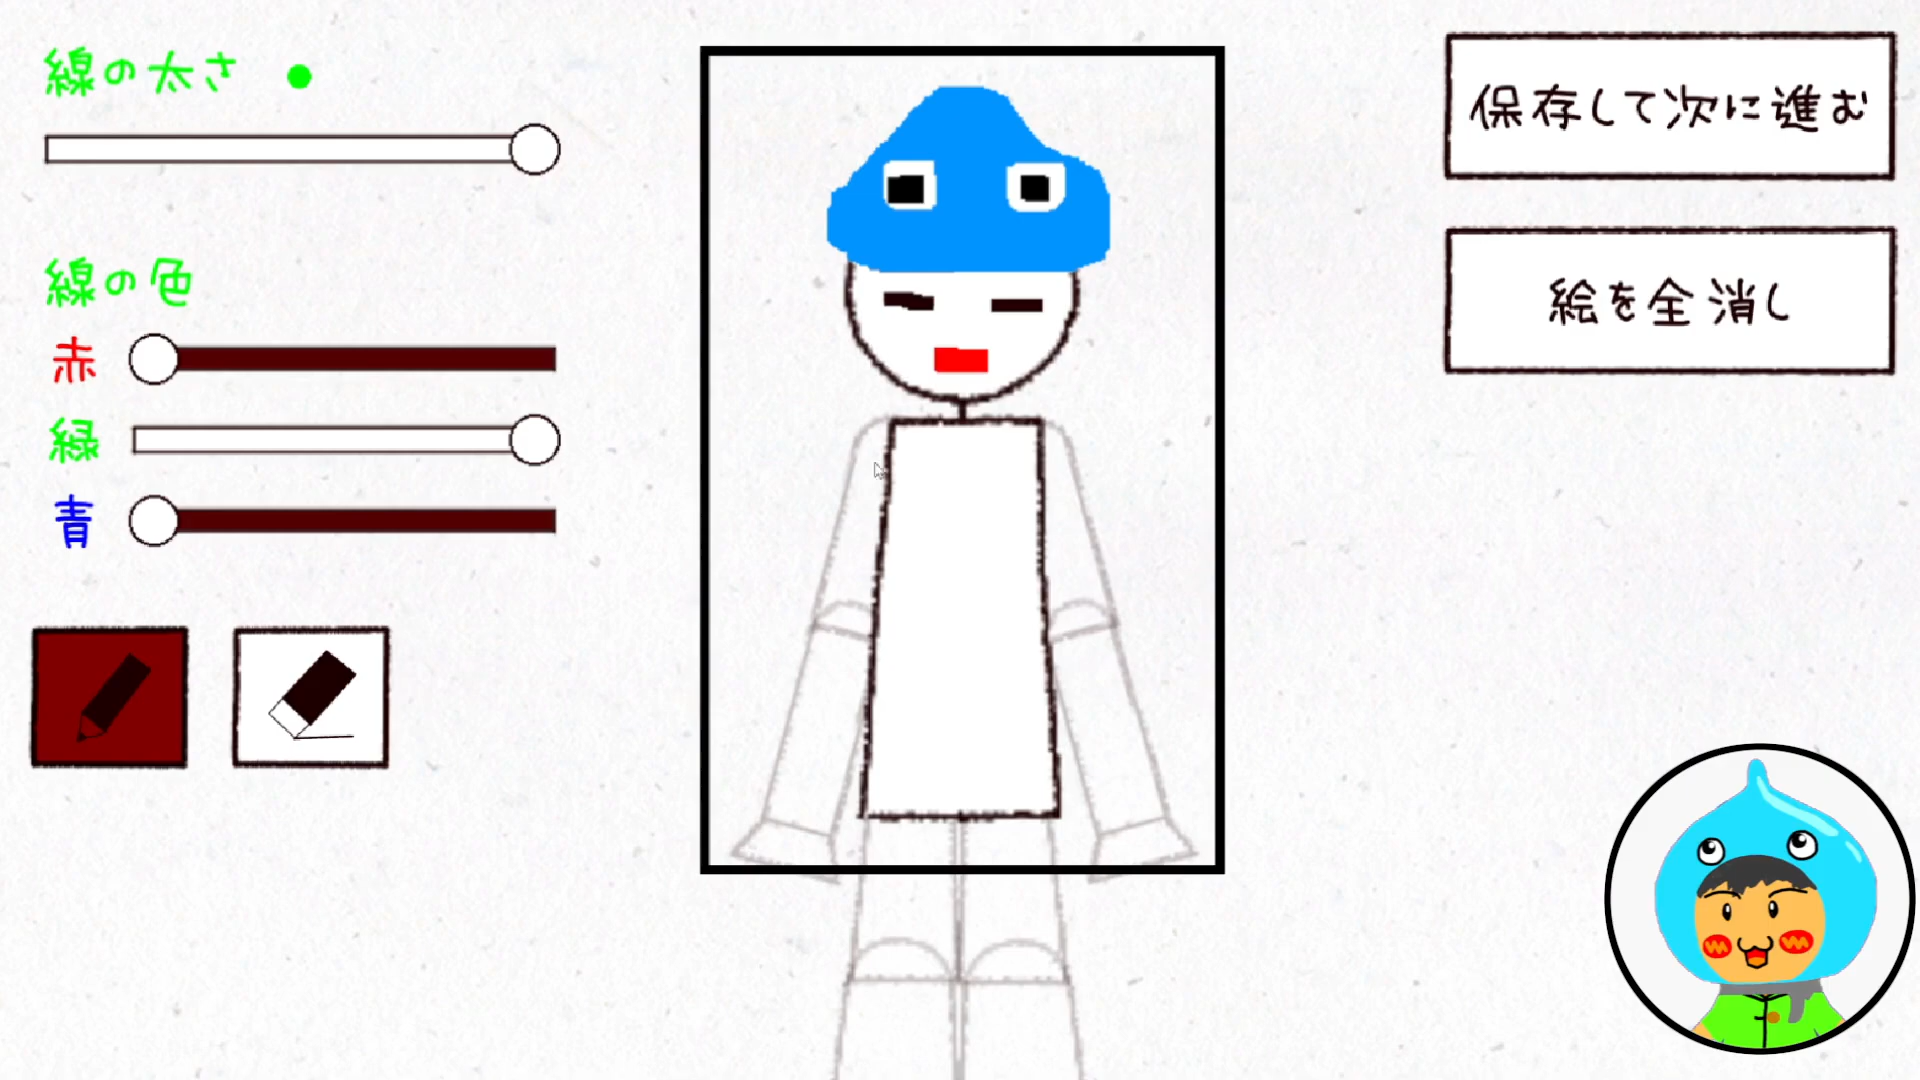 線の太さ
線の色
赤
緑
青
保存して次に進む
絵を全消し